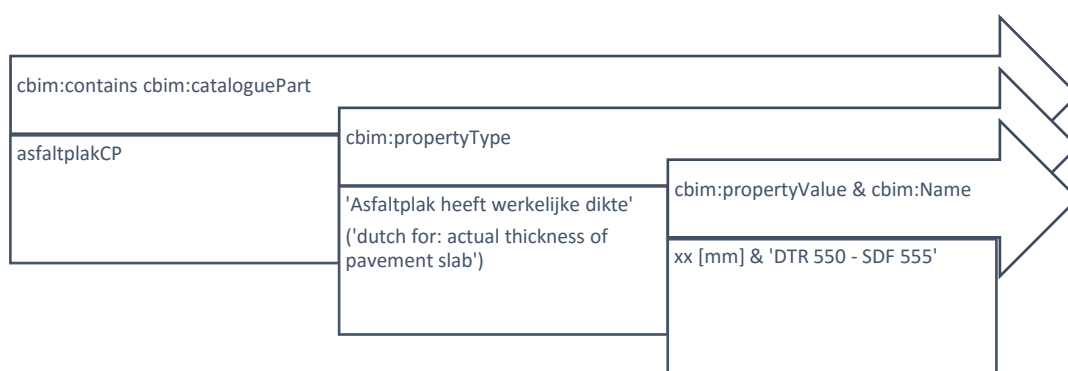 cbim:contains cbim:cataloguePart
asfaltplakCP
cbim:propertyType
'Asfaltplak heeft werkelijke dikte'
('dutch for: actual thickness of
pavement slab')
cbim:propertyValue & cbim:Name
xx [mm] & 'DTR 550 - SDF 555'